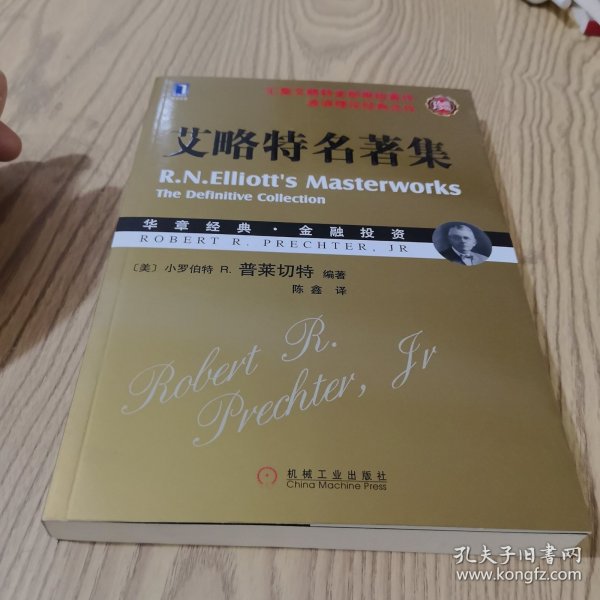 艾略特名著集
R.N.Elliott's Masterworks
The Definitive Collection
华章经典·金融投资
ROBERT R. PRECHTER, JR
〔美〕小罗伯特 R. 普莱切特 编著
陈鑫 译
Robert R.
Prechter, Jr
机械工业出版社
China Machine Press
孔夫子旧书网
www.kongfz.com